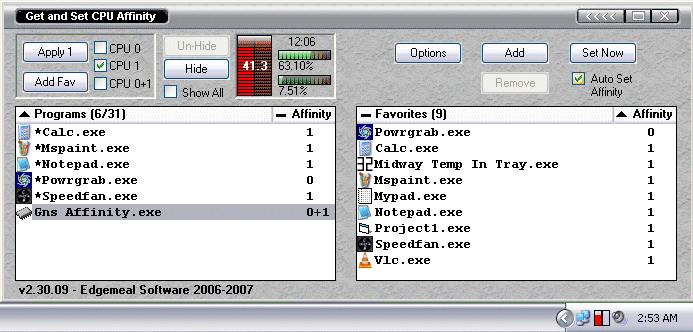 Get and Set CPU Affinity
Apply 1
CPU 0
CPU 1
Add Fav
CPU 0+1
Un-Hide
Hide
Show All
12:06
63.10%
7.51%
Options
Add
Set Now
Remove
Auto Set
Affinity
Programs (6/31) Affinity
*Calc.exe 1
*Mspaint.exe 1
*Notepad.exe 1
*Powrgrab.exe 0
*Speedfan.exe 1
Gns Affinity.exe 0+1
Favorites (9) Affinity
Powrgrab.exe 0
Calc.exe 1
Midway Temp In Tray.exe 1
Mspaint.exe 1
Mypad.exe 1
Notepad.exe 1
Project1.exe 1
Speedfan.exe 1
Vlc.exe 1
v2.30.09 - Edgemeal Software 2006-2007
2:53 AM